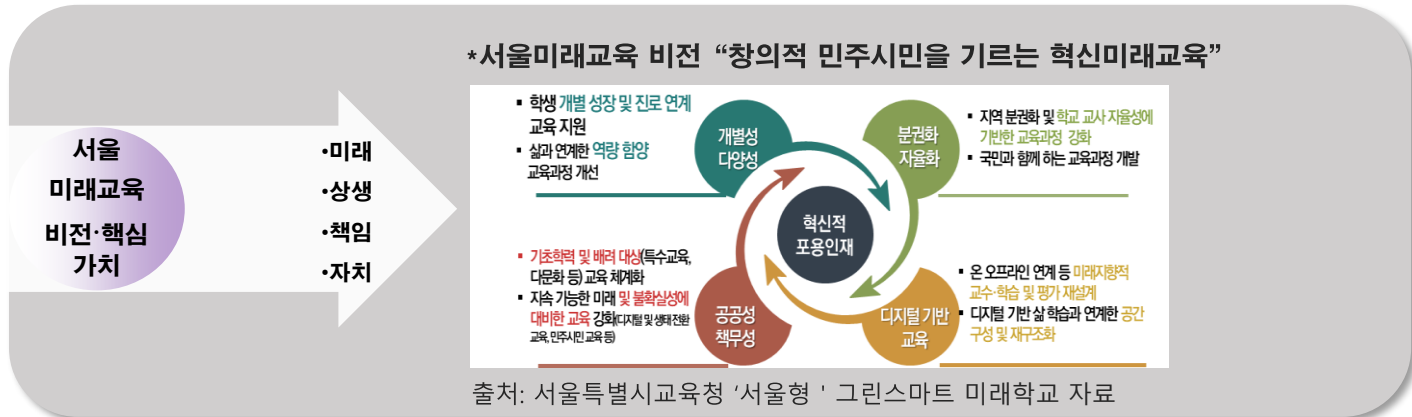 *서울미래교육 비전 “창의적 민주시민을 기르는 혁신미래교육”
서울
미래교육
비전·핵심
가치
•미래
•상생
•책임
•자치
▪ 학생 개별 성장 및 진로 연계
교육 지원
▪ 삶과 연계한 역량 함양
교육과정 개선
개별성
다양성
분권화
자율화
▪ 지역 분권화 및 학교 교사 자율성에
기반한 교육과정 강화
▪ 국민과 함께 하는 교육과정 개발
혁신적
포용인재
▪ 기초학력 및 배려 대상(특수교육,
다문화 등) 교육 체계화
▪ 지속 가능한 미래 및 불확실성에
대비한 교육 강화(디지털 및 생태 전환
교육, 민주시민 교육 등)
공공성
책무성
디지털 기반
교육
▪ 온 오프라인 연계 등 미래지향적
교수·학습 및 평가 재설계
▪ 디지털 기반 삶 학습과 연계한 공간
구성 및 재구조화
출처: 서울특별시교육청 ‘서울형 ' 그린스마트 미래학교 자료